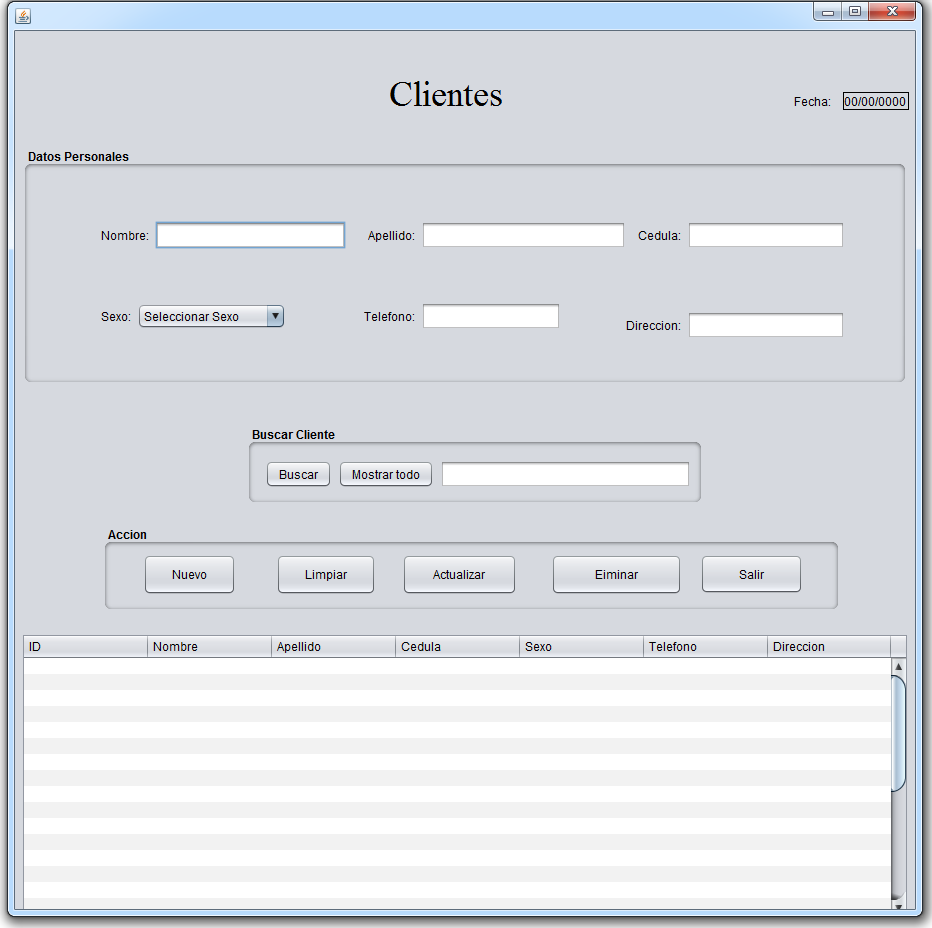 Clientes
Fecha: 00/00/0000
Datos Personales
Nombre: Apellido: Cedula:
Sexo: Seleccionar Sexo Telefono:
Direccion:
Buscar Cliente
Buscar Mostrar todo
Accion
Nuevo Limpiar Actualizar Eiminar Salir
ID Nombre Apellido Cedula Sexo Telefono Direccion